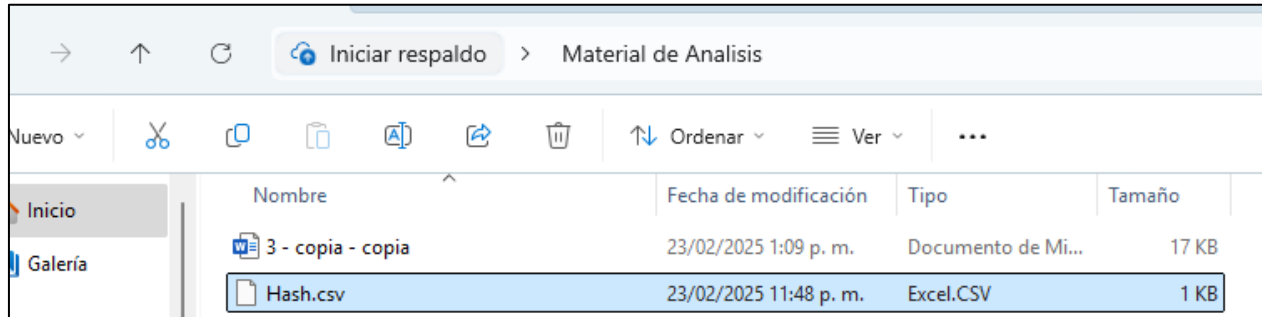 Iniciar respaldo > Material de Analisis
Nuevo Ordenar Ver ...
Nombre Fecha de modificación Tipo Tamaño
Inicio
3 - copia - copia 23/02/2025 1:09 p. m. Documento de Mi... 17 KB
Galería
Hash.csv 23/02/2025 11:48 p. m. Excel.CSV 1 KB